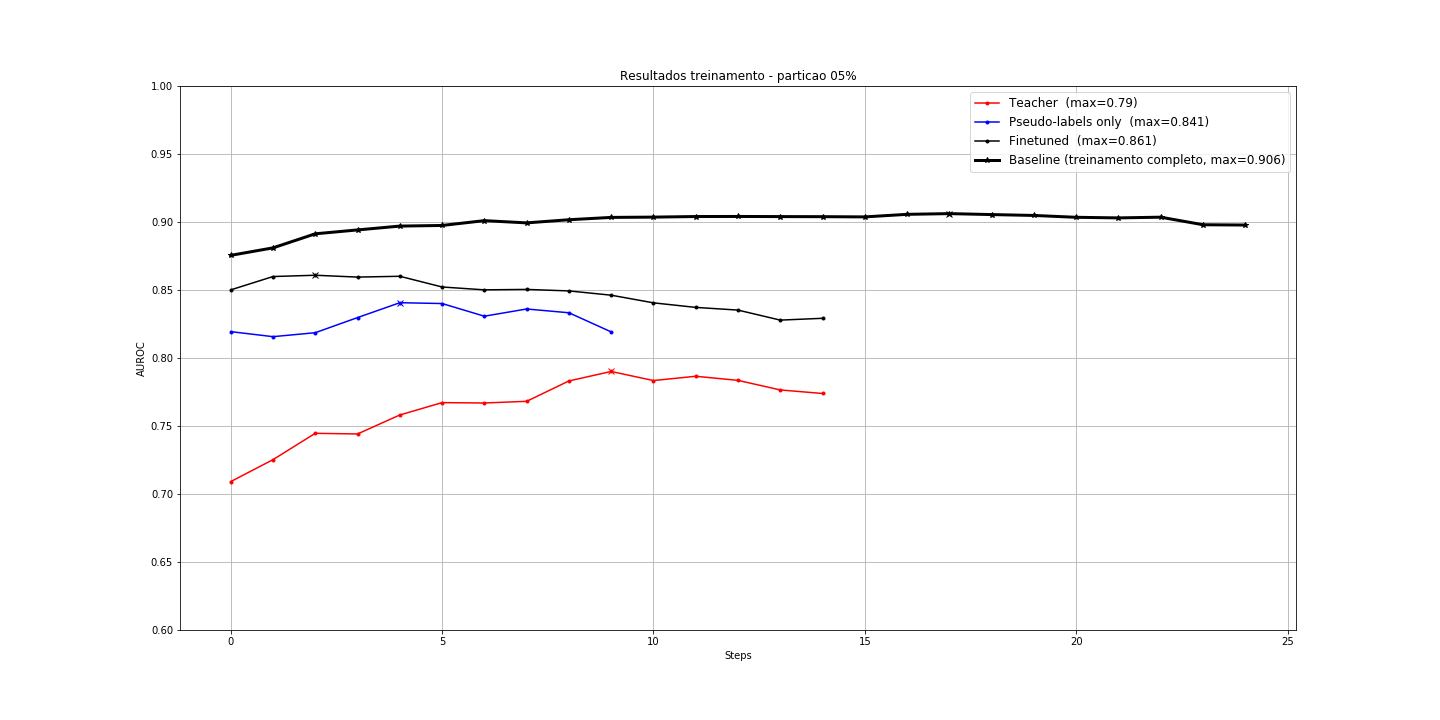 Resultados treinamento - particao 05%
1.00
0.95
0.90
0.85
0.80
0.75
0.70
0.65
0.60
AUROC
Teacher (max=0.79)
Pseudo-labels only (max=0.841)
Finetuned (max=0.861)
Baseline (treinamento completo, max=0.906)
0 5 10 15 20 25
Steps